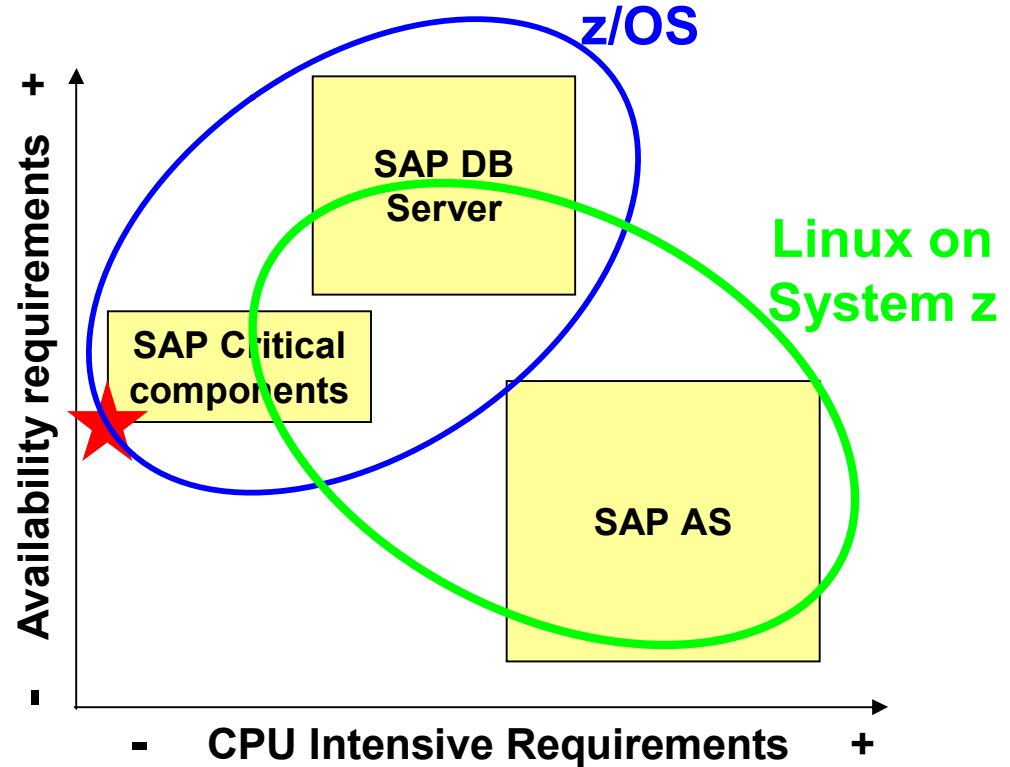 z/OS
+
Availability requirements
-
SAP DB
Server
Linux on
System z
SAP Critical
components
SAP AS
-
CPU Intensive Requirements
+